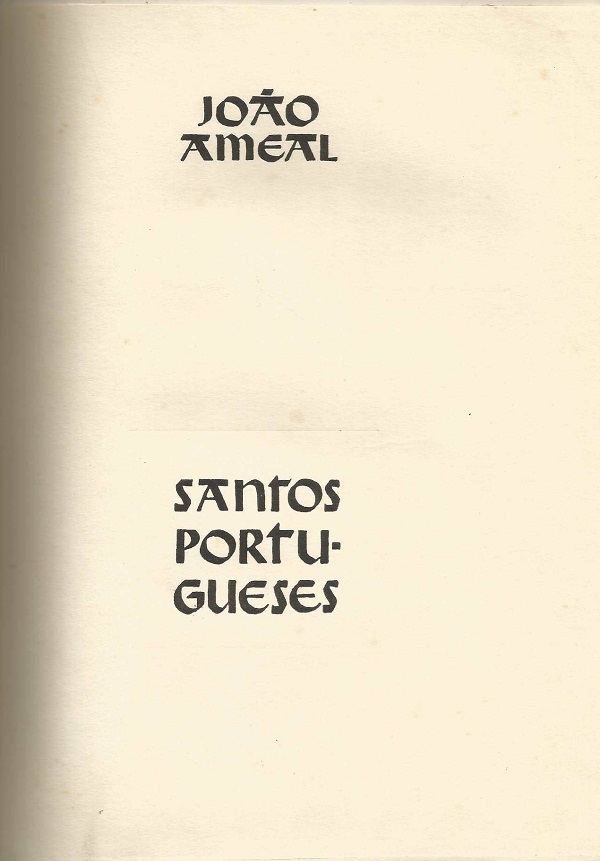 JOÃO
AMEAL
SANTOS
PORTU-
GUESES